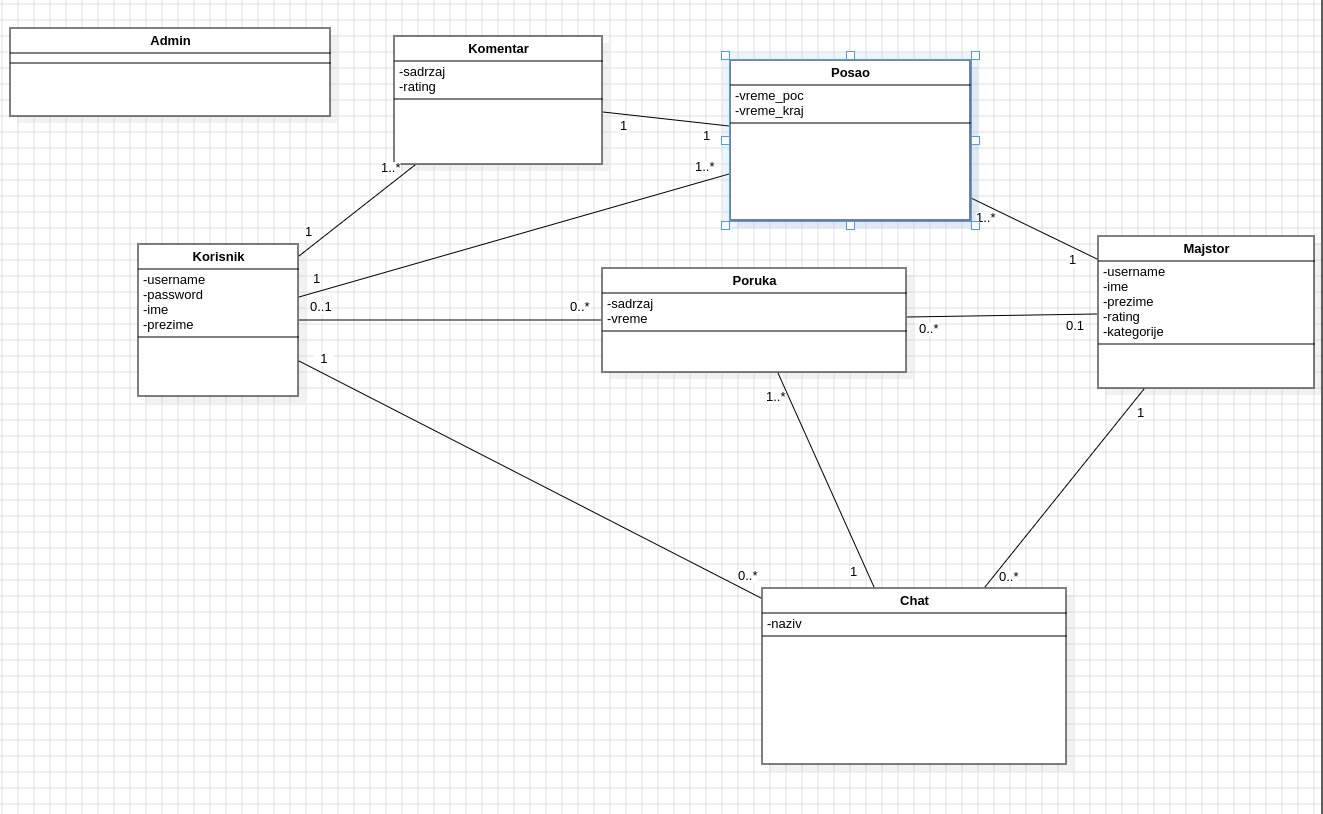 Admin
Komentar
-sadrzaj
-rating
Posao
-vreme_poc
-vreme_kraj
1
1
1..*
1..*
1..*
1
1
Korisnik
-username
-password
-ime
-prezime
1
0..1
0..*
Poruka
-sadrzaj
-vreme
0..*
0.1
Majstor
-username
-ime
-prezime
-rating
-kategorije
1
1..*
1
0..*
1
0..*
Chat
-naziv